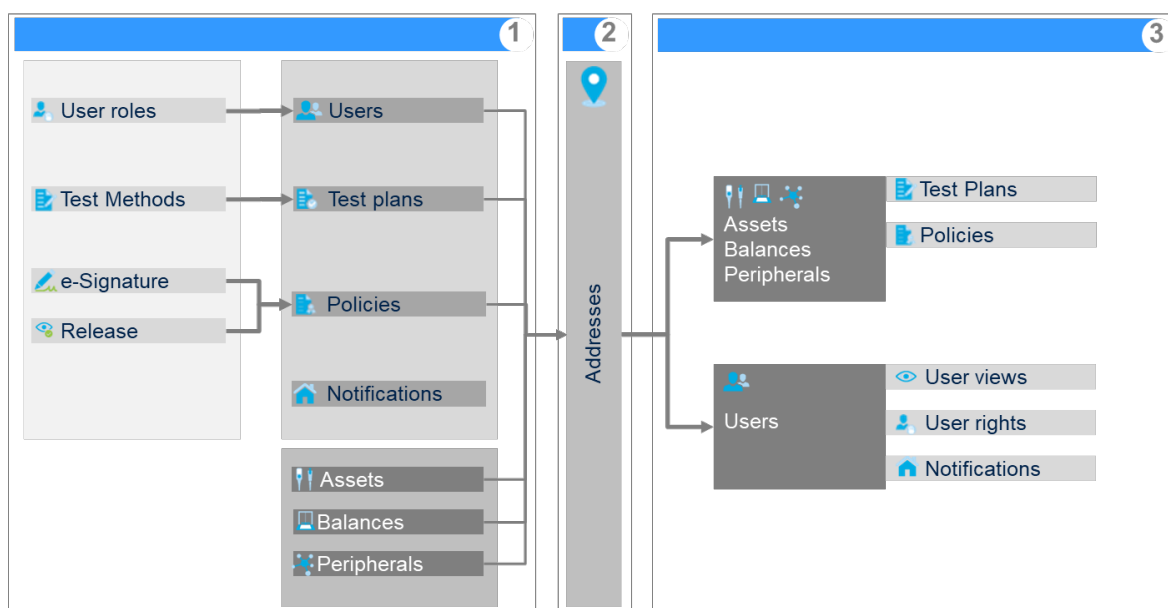 1
User roles
Test Methods
e-Signature
Release
Users
Test plans
Policies
Notifications
Assets
Balances
Peripherals
2
Addresses
3
Assets
Balances
Peripherals
Test Plans
Policies
Users
User views
User rights
Notifications